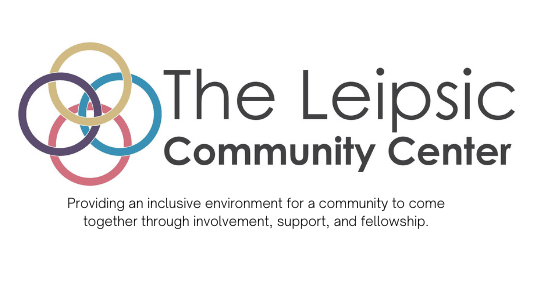 The Leipsic
Community Center
Providing an inclusive environment for a community to come
together through involvement, support, and fellowship.